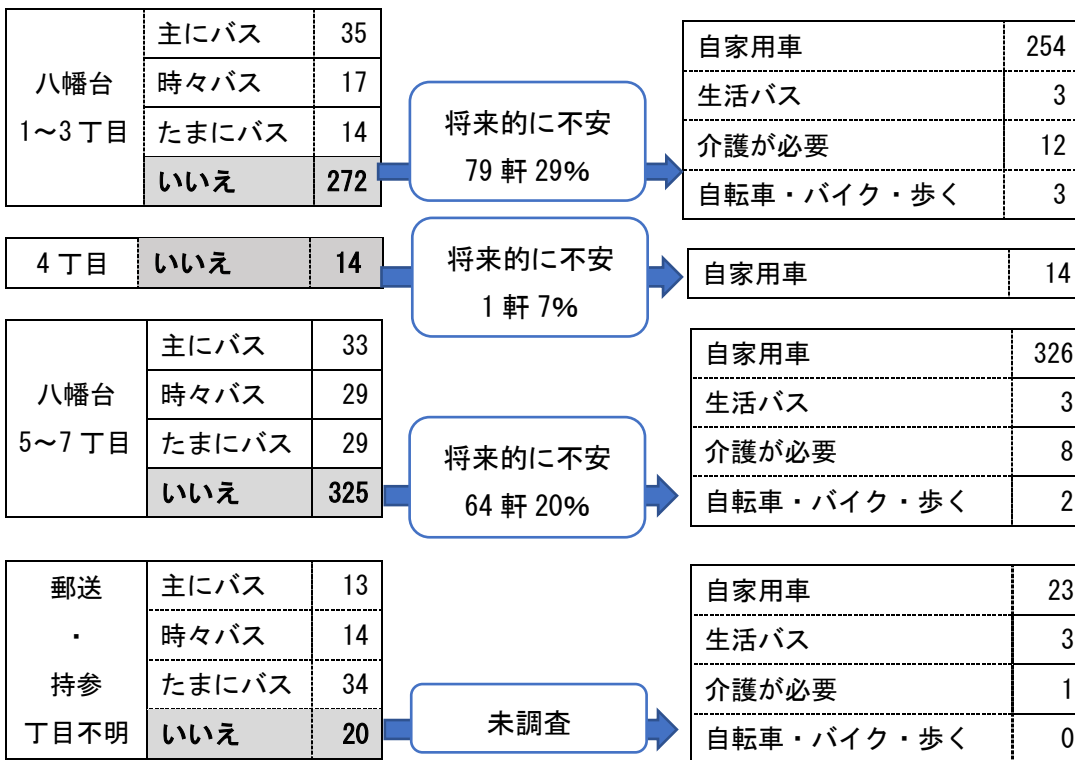 八幡台
1～3丁目
主にバス 35
時々バス 17
たまにバス 14
いいえ 272
将来的に不安
79 軒 29%
自家用車 254
生活バス 3
介護が必要 12
自転車・バイク・歩く 3
4丁目 いいえ 14
将来的に不安
1 軒 7%
自家用車 14
八幡台
5～7丁目
主にバス 33
時々バス 29
たまにバス 29
いいえ 325
将来的に不安
64 軒 20%
自家用車 326
生活バス 3
介護が必要 8
自転車・バイク・歩く 2
郵送
・
持参
丁目不明
主にバス 13
時々バス 14
たまにバス 34
いいえ 20
未調査
自家用車 23
生活バス 3
介護が必要 1
自転車・バイク・歩く 0